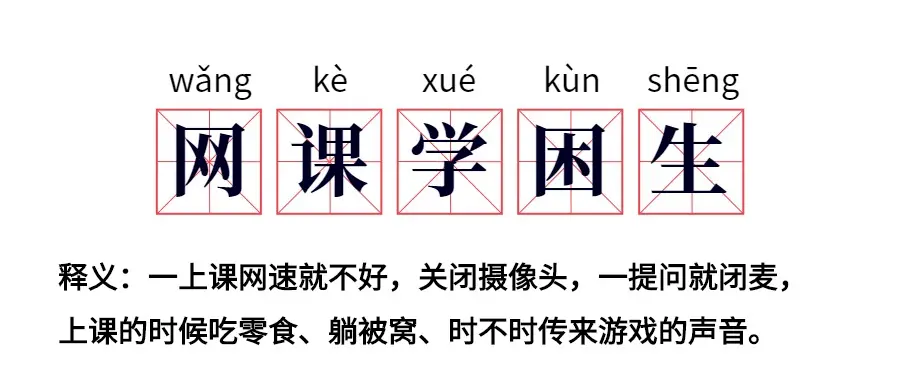 wǎng kè xué kùn shēng
网课学困生
释义：一上课网速就不好，关闭摄像头，一提问就闭麦，
上课的时候吃零食、躺被窝、时不时传来游戏的声音。